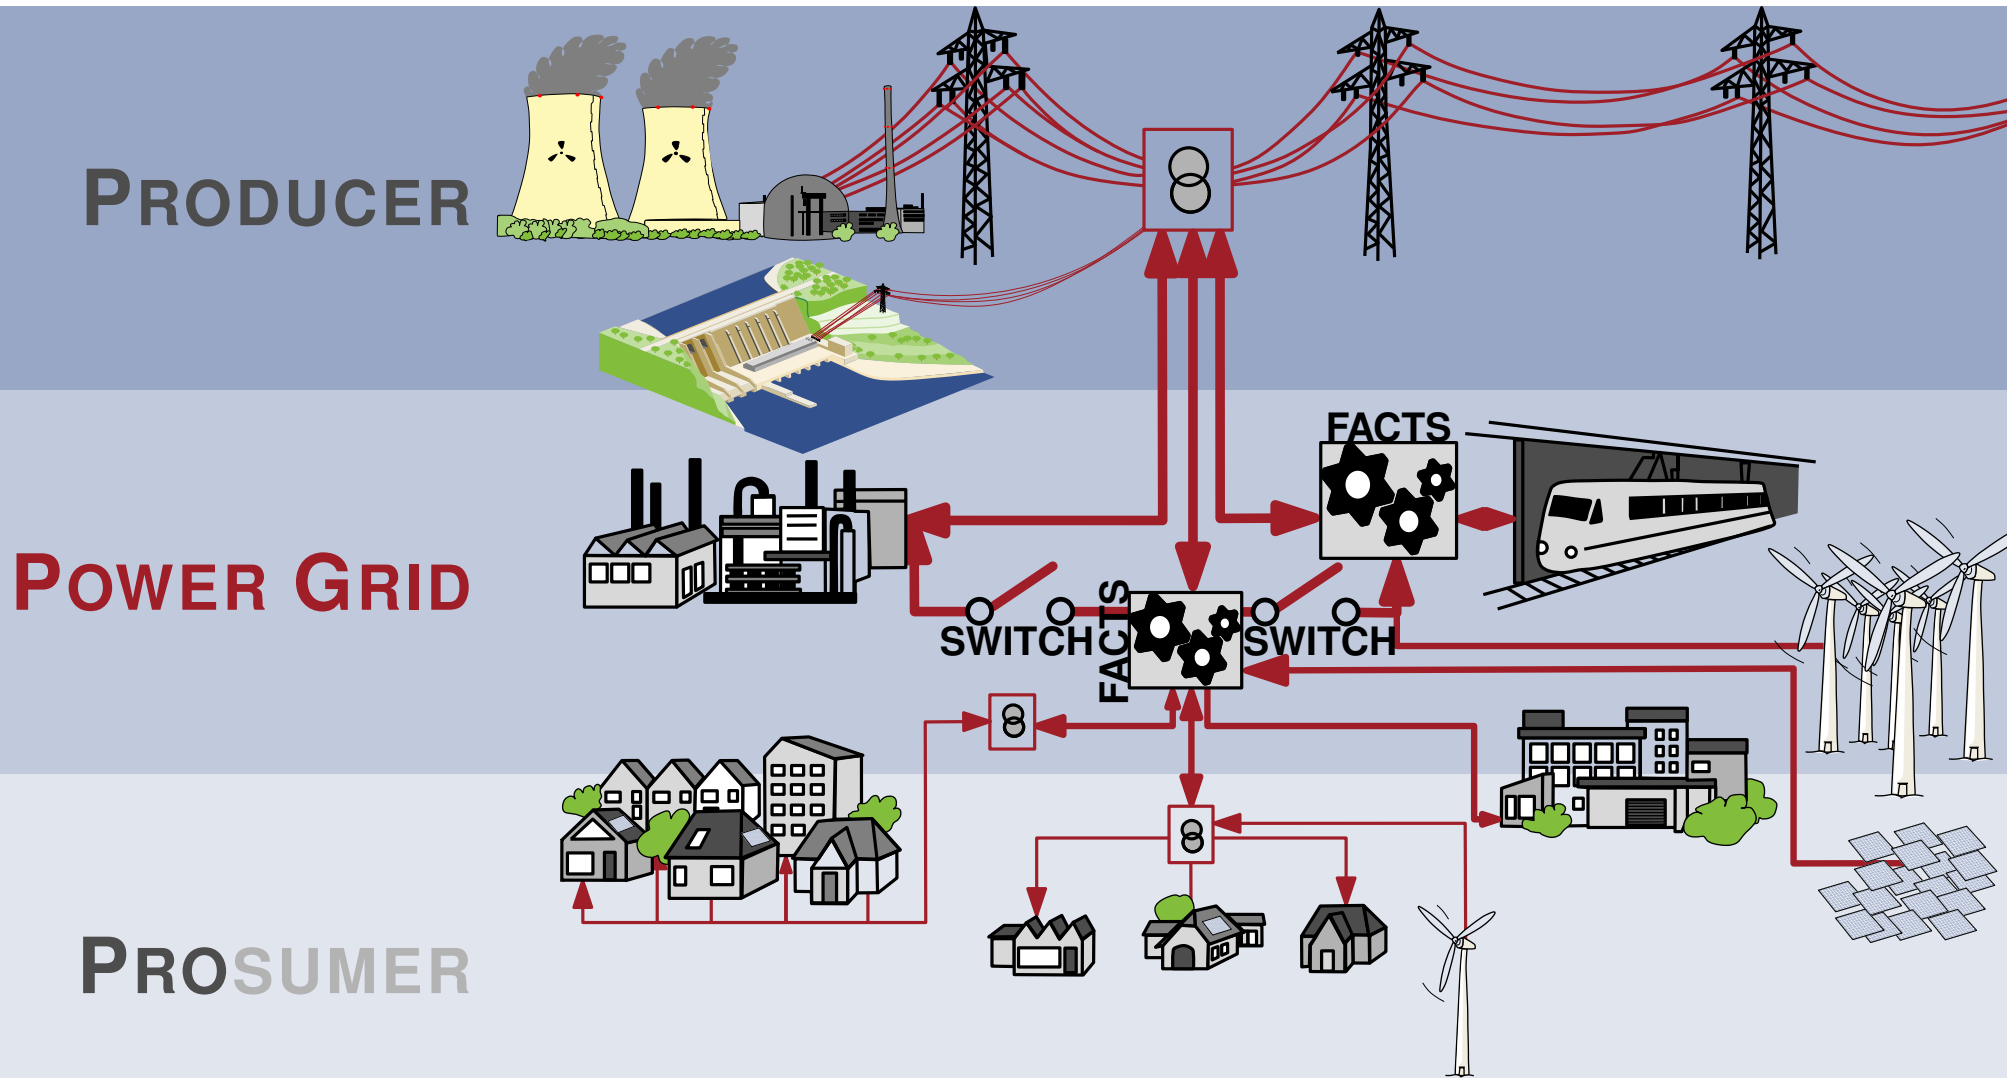 PRODUCER
FACTS
POWER GRID
FACTS
SWITCH
SWITCH
PROSUMER